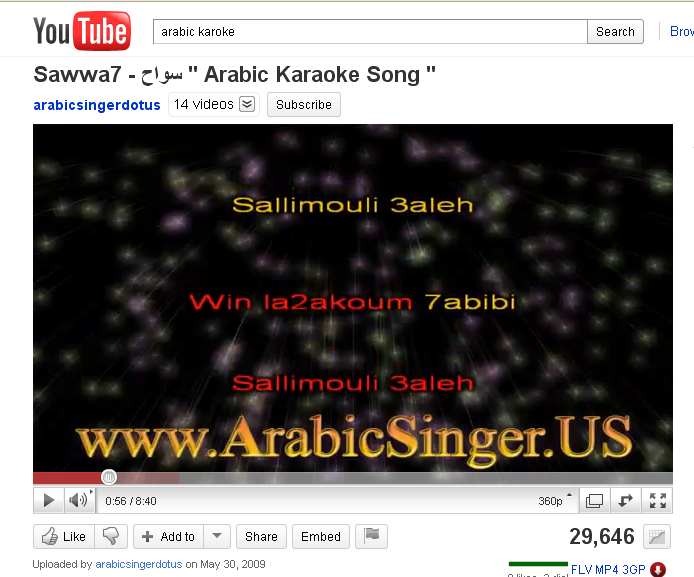 YouTube
arabic karoke
Search
Sawwa7 - سواح " Arabic Karaoke Song "
arabicsingerdotus 14 videos Subscribe
Sallimouli 3aleh
Win la2akoum 7abibi
Sallimouli 3aleh
www.ArabicSinger.US
0:56 / 8:40
360p
Like Add to Share Embed 29,646
Uploaded by arabicsingerdotus on May 30, 2009
FLV MP4 3GP